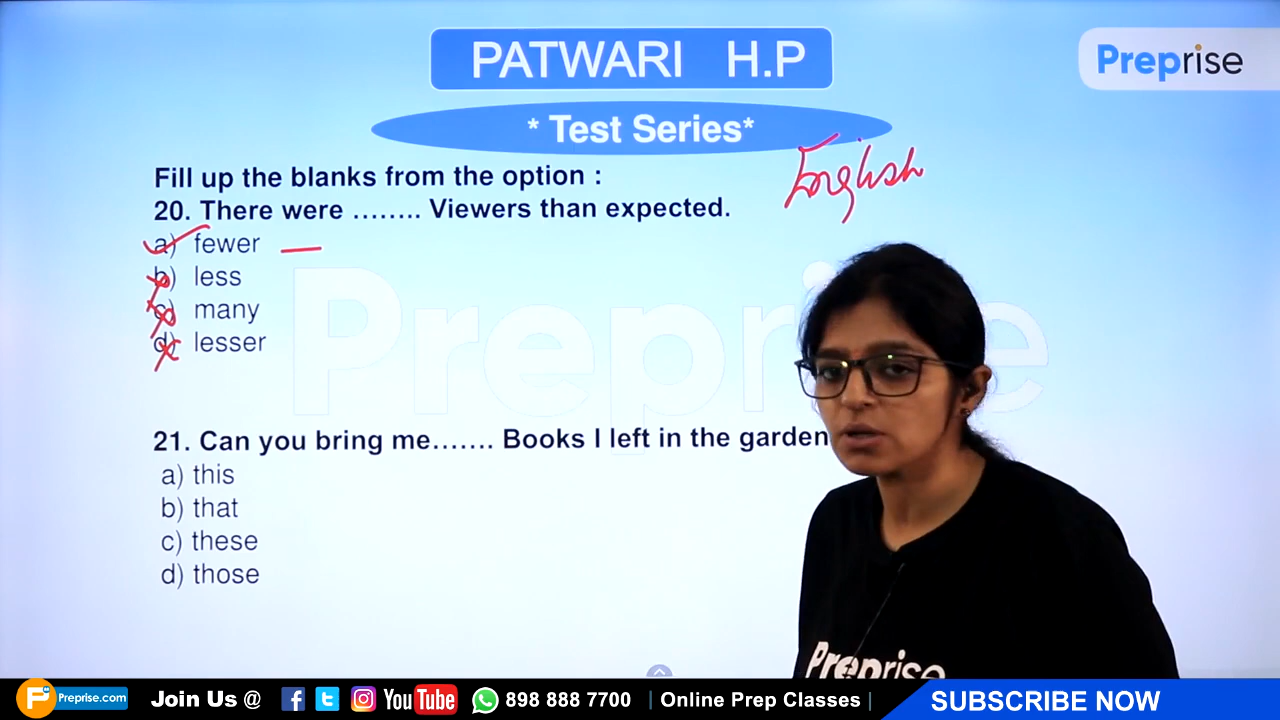 PATWARI H.P
Preprise
* Test Series*
English
Fill up the blanks from the option :
20. There were …….. Viewers than expected.
a) fewer
b) less
c) many
d) lesser
Preprise
21. Can you bring me……. Books I left in the garden
a) this
b) that
c) these
d) those
Preprise
Preprise.com Join Us @ YouTube 898 888 7700 | Online Prep Classes | SUBSCRIBE NOW